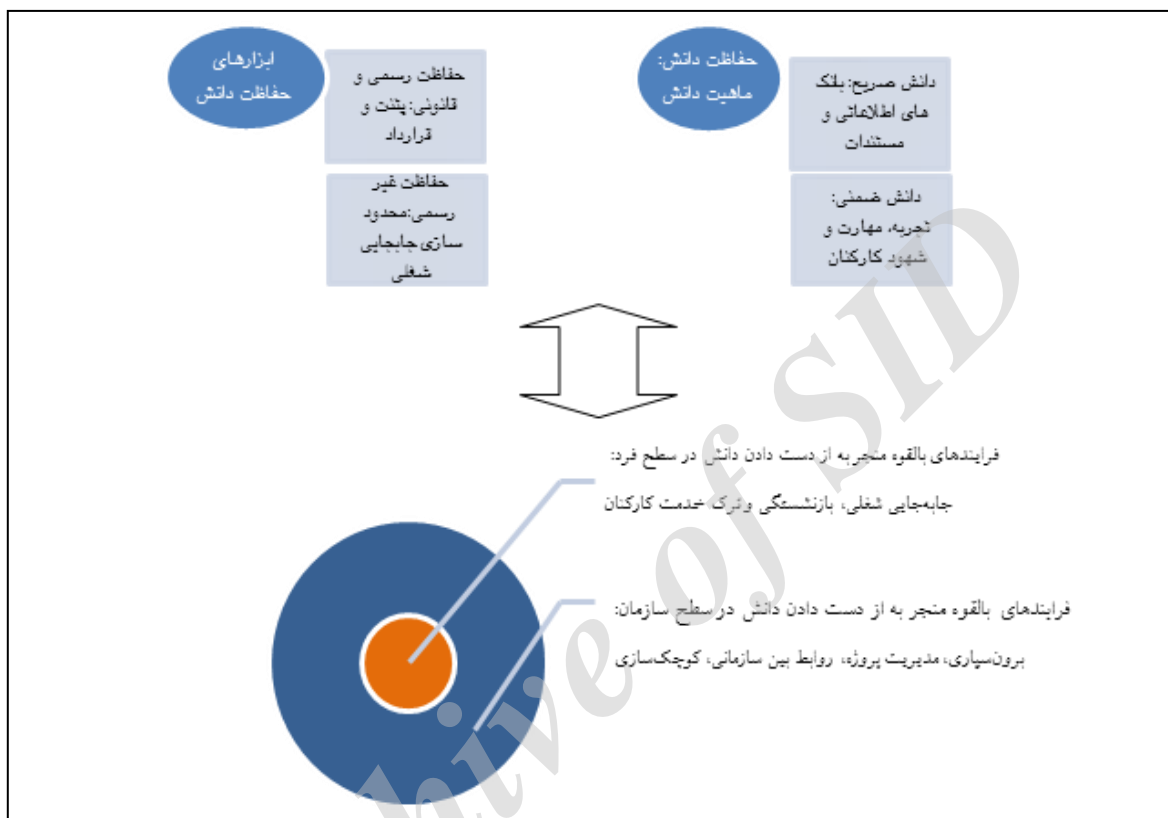 حفاظت دانش:
ماهیت دانش
دانش صریح: بانک
های اطلاعاتی و
مستندات
دانش ضمنی:
تجربه، مهارت و
شهود کارکنان
ابزارهای
حفاظت دانش
حفاظت رسمی و
قانونی: پتنت و
قرارداد
حفاظت غیر
رسمی:محدود
سازی جابجایی
شغلی
فرایندهای بالقوه منجر به از دست دادن دانش در سطح فرد:
جابه‌جایی شغلی، بازنشستگی و ترک خدمت کارکنان
فرایندهای بالقوه منجر به از دست دادن دانش در سطح سازمان:
برون‌سپاری، مدیریت پروژه، روابط بین سازمانی، کوچک‌سازی
hive of SID